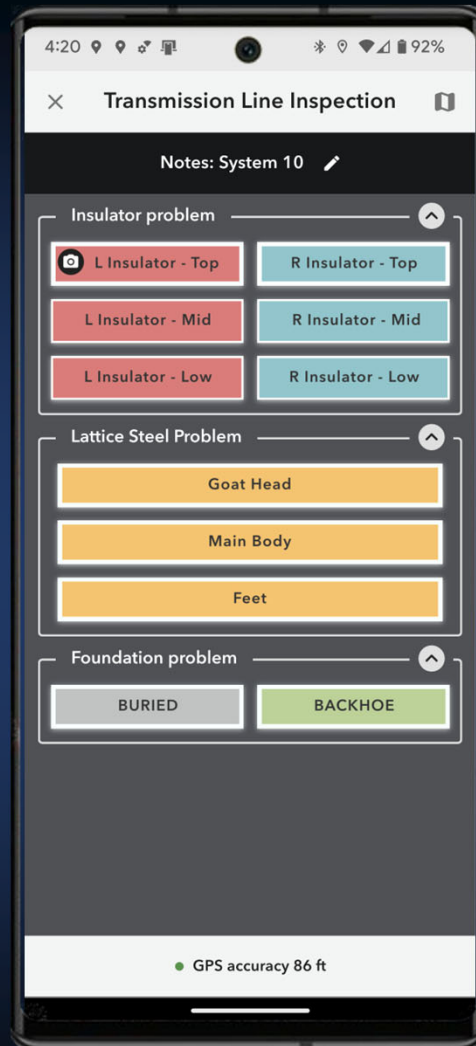 4:20 92%
Transmission Line Inspection
Notes: System 10
Insulator problem
L Insulator - Top R Insulator - Top
L Insulator - Mid R Insulator - Mid
L Insulator - Low R Insulator - Low
Lattice Steel Problem
Goat Head
Main Body
Feet
Foundation problem
BURIED BACKHOE
GPS accuracy 86 ft